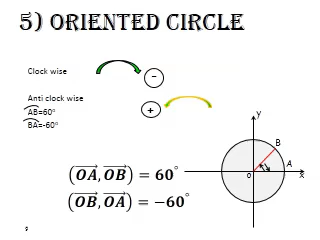 5) ORIENTED CIRCLE
Clock wise
-
Anti clock wise
+
AB=60°
BA=-60°
y
B
A
o
x
(OA, OB) = 60°
(OB, OA) = −60°